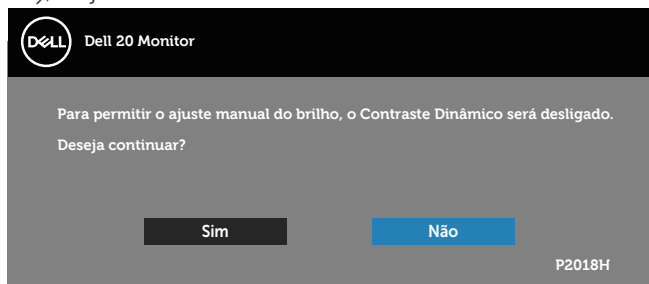 DELL
Dell 20 Monitor
Para permitir o ajuste manual do brilho, o Contraste Dinâmico será desligado.
Deseja continuar?
Sim
Não
P2018H